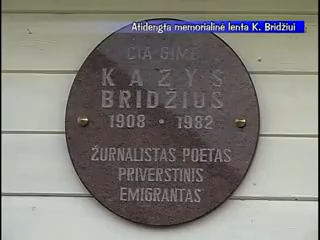 Atidengta memorialinė lenta K. Bridžiui
ČIA GIMĖ
KAZYS
BRIDŽIUS
1908 • 1982
ŽURNALISTAS POETAS
PRIVERSTINIS
EMIGRANTAS